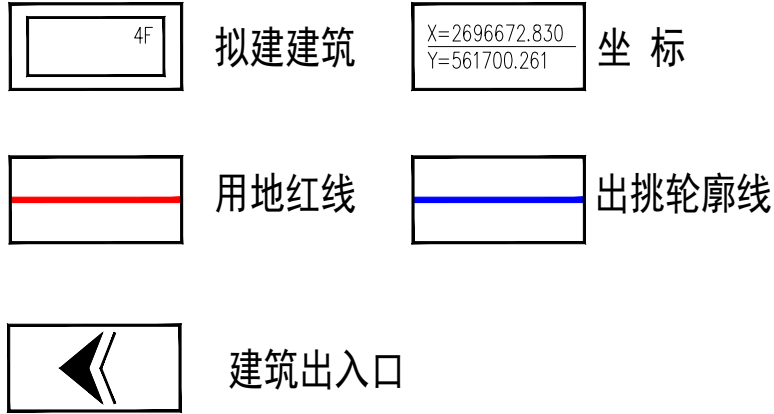 4F
拟建建筑
X=2696672.830
Y=561700.261
坐 标
用地红线
出挑轮廓线
建筑出入口